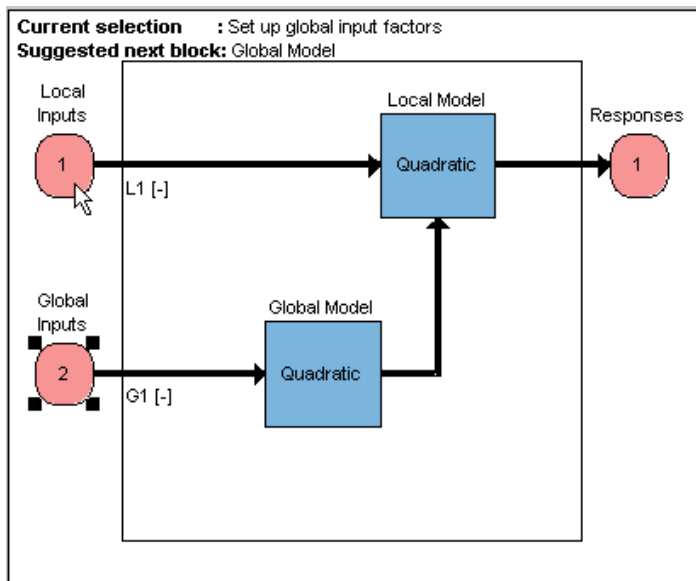 Current selection : Set up global input factors
Suggested next block: Global Model
Local
Inputs
1
L1 [-]
Local Model
Quadratic
Responses
1
Global
Inputs
2
G1 [-]
Global Model
Quadratic